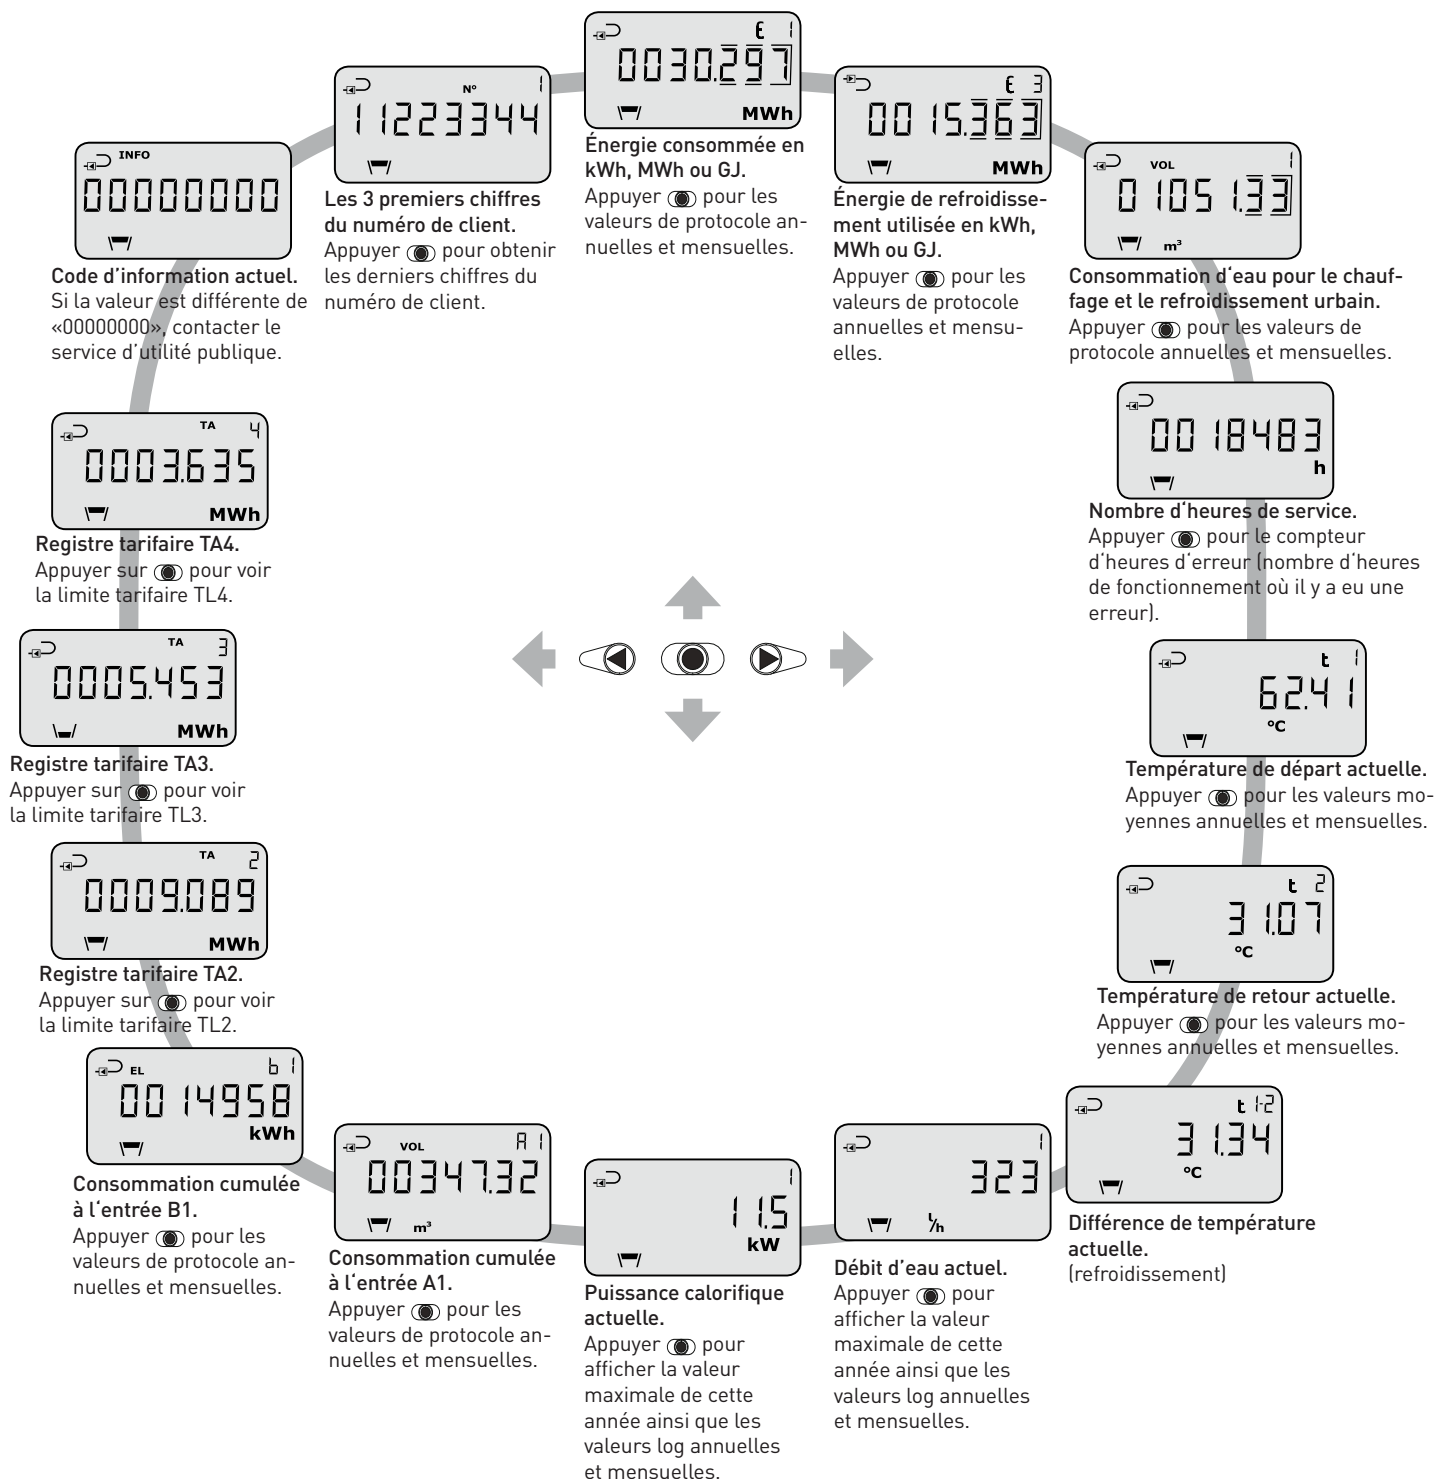 E 1
0030.297
MWh
Énergie consommée en
kWh, MWh ou GJ.
Appuyer pour les
valeurs de protocole an-
nuelles et mensuelles.
E 3
0015.363
MWh
Énergie de refroidisse-
ment utilisée en kWh,
MWh ou GJ.
Appuyer pour les
valeurs de protocole
annuelles et mensu-
elles.
VOL 1
01051.33
m³
Consommation d‘eau pour le chauf-
fage et le refroidissement urbain.
Appuyer pour les valeurs de
protocole annuelles et mensuelles.
0018483
h
Nombre d‘heures de service.
Appuyer pour le compteur
d‘heures d‘erreur (nombre d‘heures
de fonctionnement où il y a eu une
erreur).
t 1
62.41
°C
Température de départ actuelle.
Appuyer pour les valeurs mo-
yennes annuelles et mensuelles.
t 2
31.07
°C
Température de retour actuelle.
Appuyer pour les valeurs mo-
yennes annuelles et mensuelles.
t 1-2
31.34
°C
Différence de température
actuelle.
(refroidissement)
1
323
l/h
Débit d’eau actuel.
Appuyer pour
afficher la valeur
maximale de cette
année ainsi que les
valeurs log annuelles
et mensuelles.
1
11.5
kW
Puissance calorifique
actuelle.
Appuyer pour
afficher la valeur
maximale de cette
année ainsi que les
valeurs log annuelles
et mensuelles.
VOL A1
00347.32
m³
Consommation cumulée
à l‘entrée A1.
Appuyer pour les
valeurs de protocole an-
nuelles et mensuelles.
EL b1
0014958
kWh
Consommation cumulée
à l‘entrée B1.
Appuyer pour les
valeurs de protocole an-
nuelles et mensuelles.
TA 2
0009.089
MWh
Registre tarifaire TA2.
Appuyer sur pour voir
la limite tarifaire TL2.
TA 3
0005.453
MWh
Registre tarifaire TA3.
Appuyer sur pour voir
la limite tarifaire TL3.
TA 4
0003.635
MWh
Registre tarifaire TA4.
Appuyer sur pour voir
la limite tarifaire TL4.
INFO
00000000
Code d’information actuel.
Si la valeur est différente de
«00000000», contacter le
service d’utilité publique.
N° 1
11223344
Les 3 premiers chiffres
du numéro de client.
Appuyer pour obtenir
les derniers chiffres du
numéro de client.